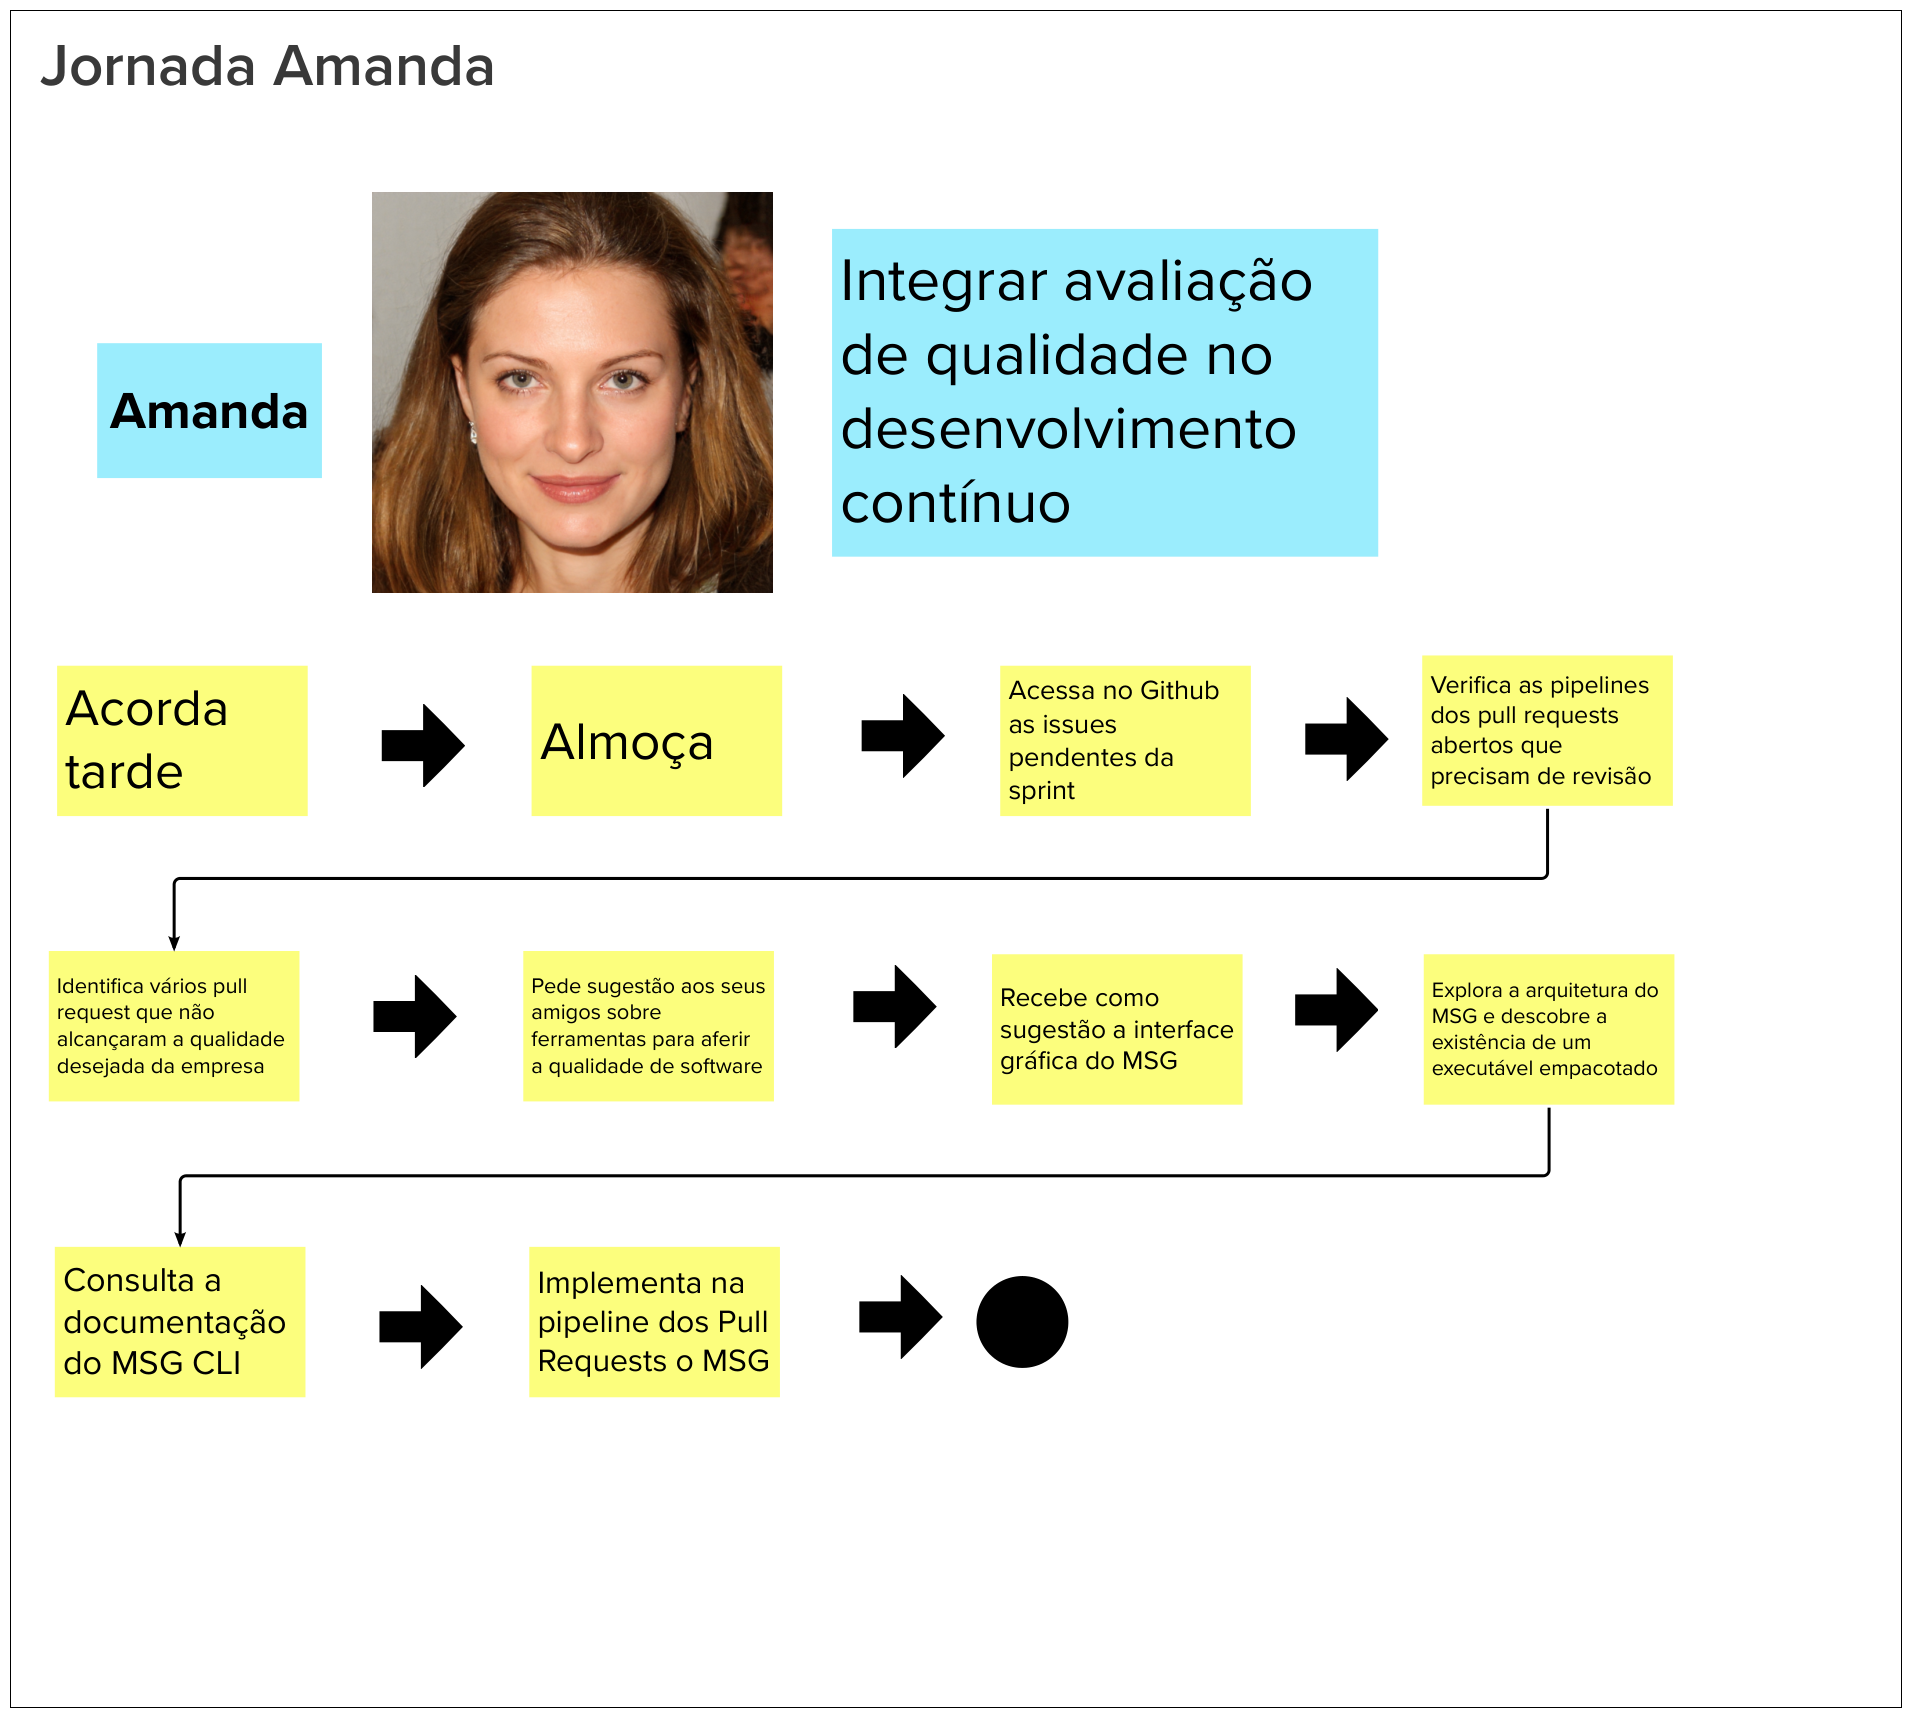 Jornada Amanda
Amanda
Integrar avaliação
de qualidade no
desenvolvimento
contínuo
Acorda
tarde
Almoça
Acessa no Github
as issues
pendentes da
sprint
Verifica as pipelines
dos pull requests
abertos que
precisam de revisão
Identifica vários pull
request que não
alcançaram a qualidade
desejada da empresa
Pede sugestão aos seus
amigos sobre
ferramentas para aferir
a qualidade de software
Recebe como
sugestão a interface
gráfica do MSG
Explora a arquitetura do
MSG e descobre a
existência de um
executável empacotado
Consulta a
documentação
do MSG CLI
Implementa na
pipeline dos Pull
Requests o MSG